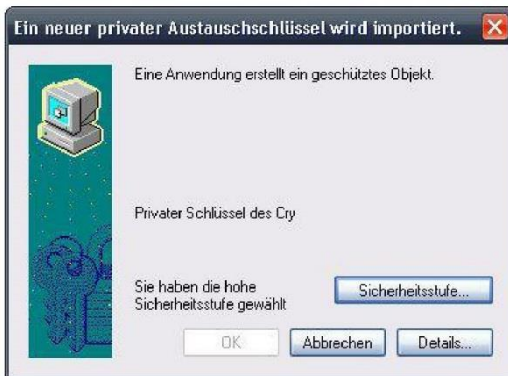 Ein neuer privater Austauschschlüssel wird importiert.
Eine Anwendung erstellt ein geschütztes Objekt.
Privater Schlüssel des Cry
Sie haben die hohe
Sicherheitsstufe gewählt
Sicherheitsstufe...
OK
Abbrechen
Details...